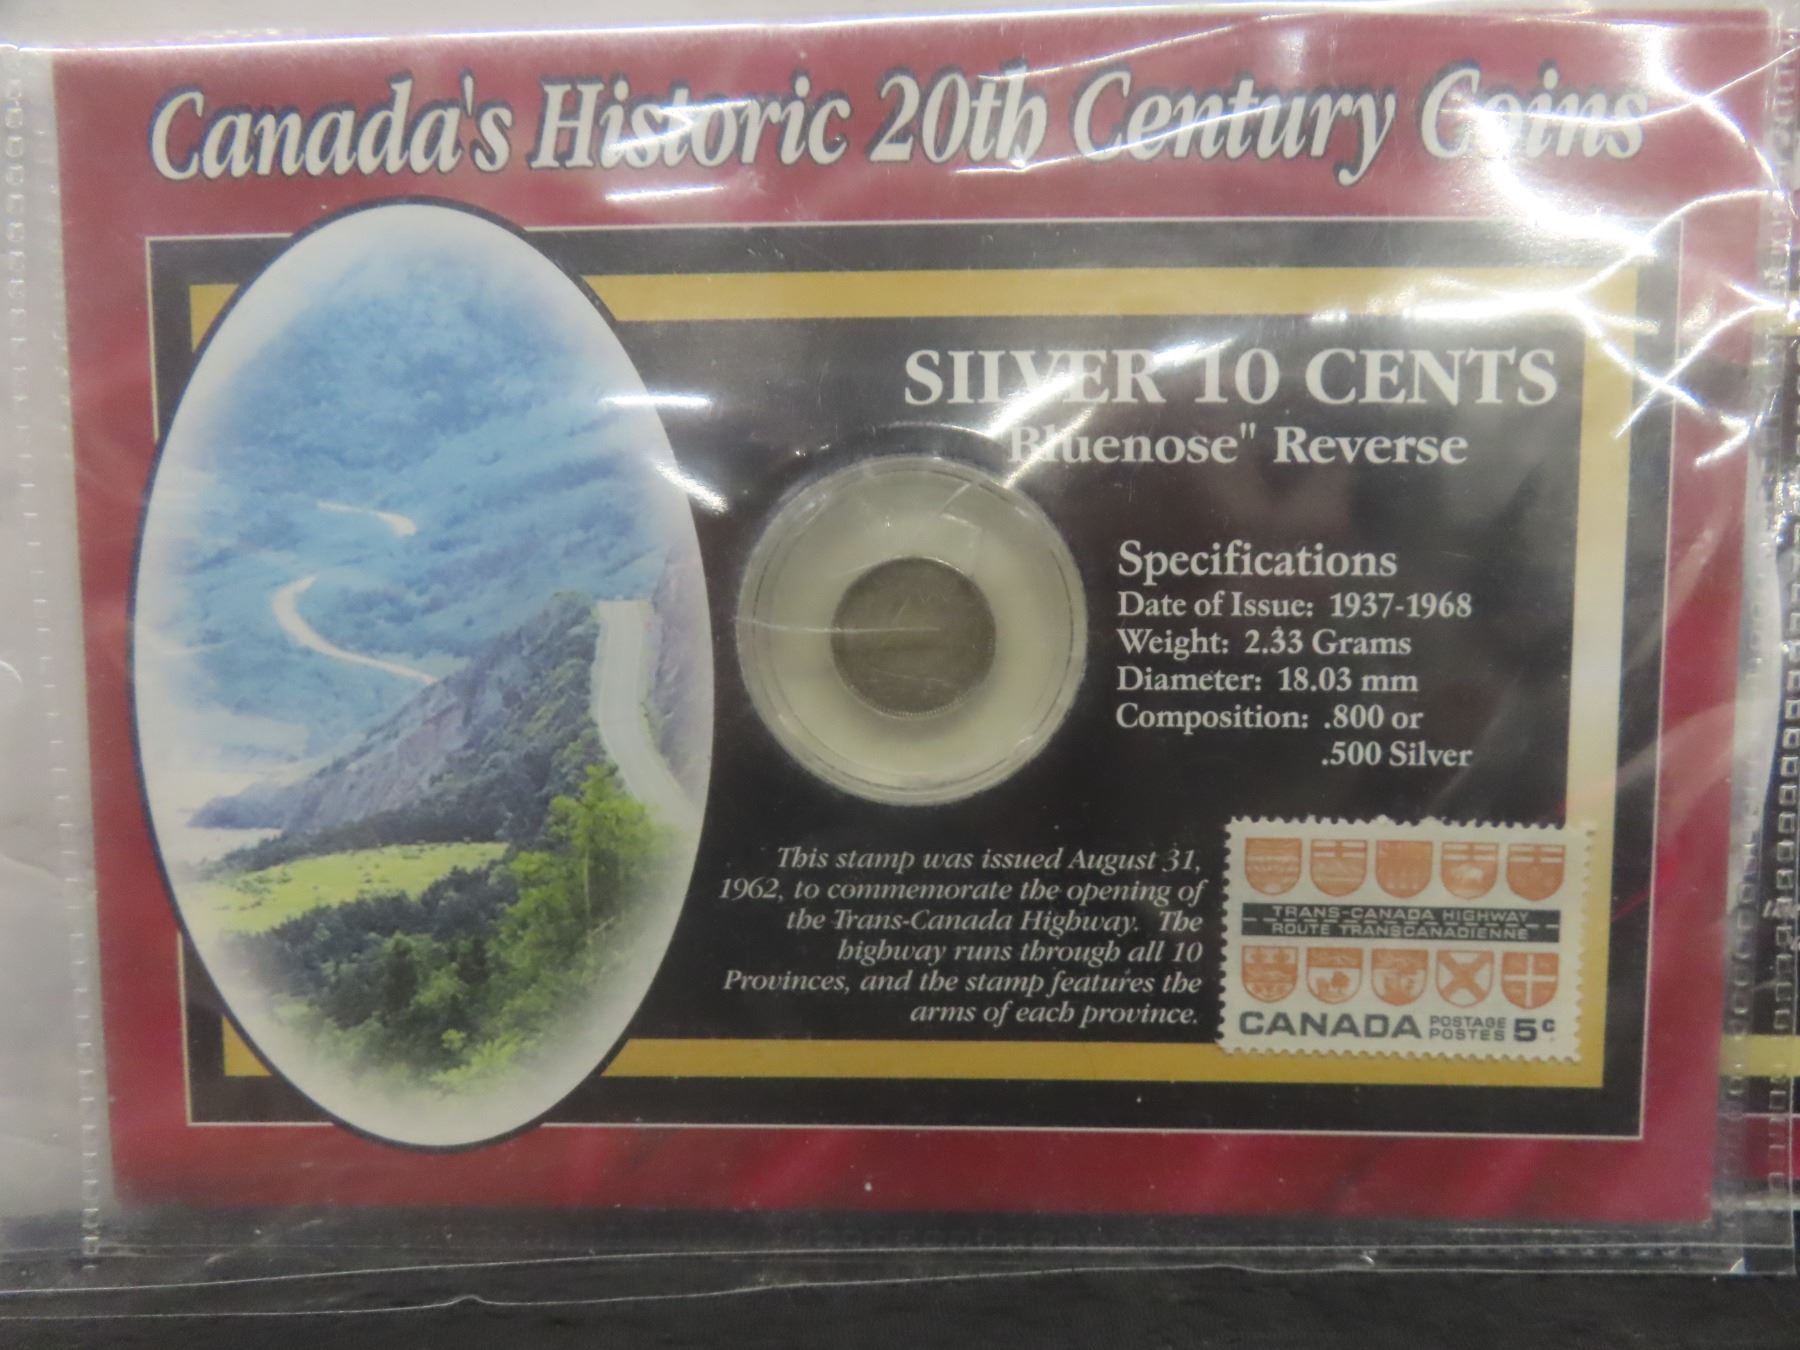 Canada's Historic 20th Century Coins
SILVER 10 CENTS
Bluenose" Reverse
Specifications
Date of Issue: 1937-1968
Weight: 2.33 Grams
Diameter: 18.03 mm
Composition: .800 or
.500 Silver
This stamp was issued August 31,
1962, to commemorate the opening of
the Trans-Canada Highway. The
highway runs through all 10
Provinces, and the stamp features the
arms of each province.
TRANS-CANADA HIGHWAY
ROUTE TRANSCANADIENNE
CANADA POSTAGE POSTES 5c